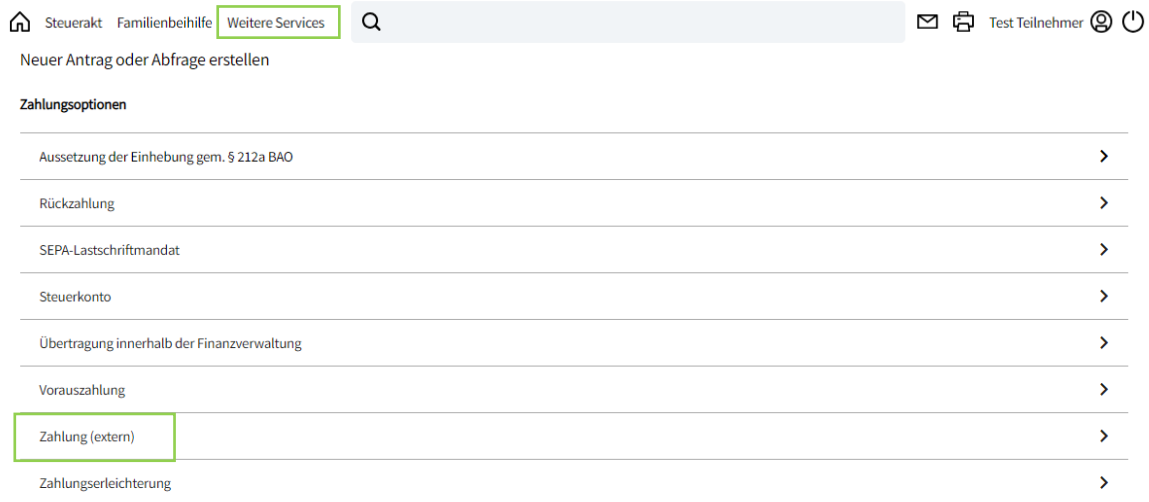 Steuerakt Familienbeihilfe Weitere Services Test Teilnehmer
Neuer Antrag oder Abfrage erstellen
Zahlungsoptionen
Aussetzung der Einhebung gem. § 212a BAO
Rückzahlung
SEPA-Lastschriftmandat
Steuerkonto
Übertragung innerhalb der Finanzverwaltung
Vorauszahlung
Zahlung (extern)
Zahlungserleichterung